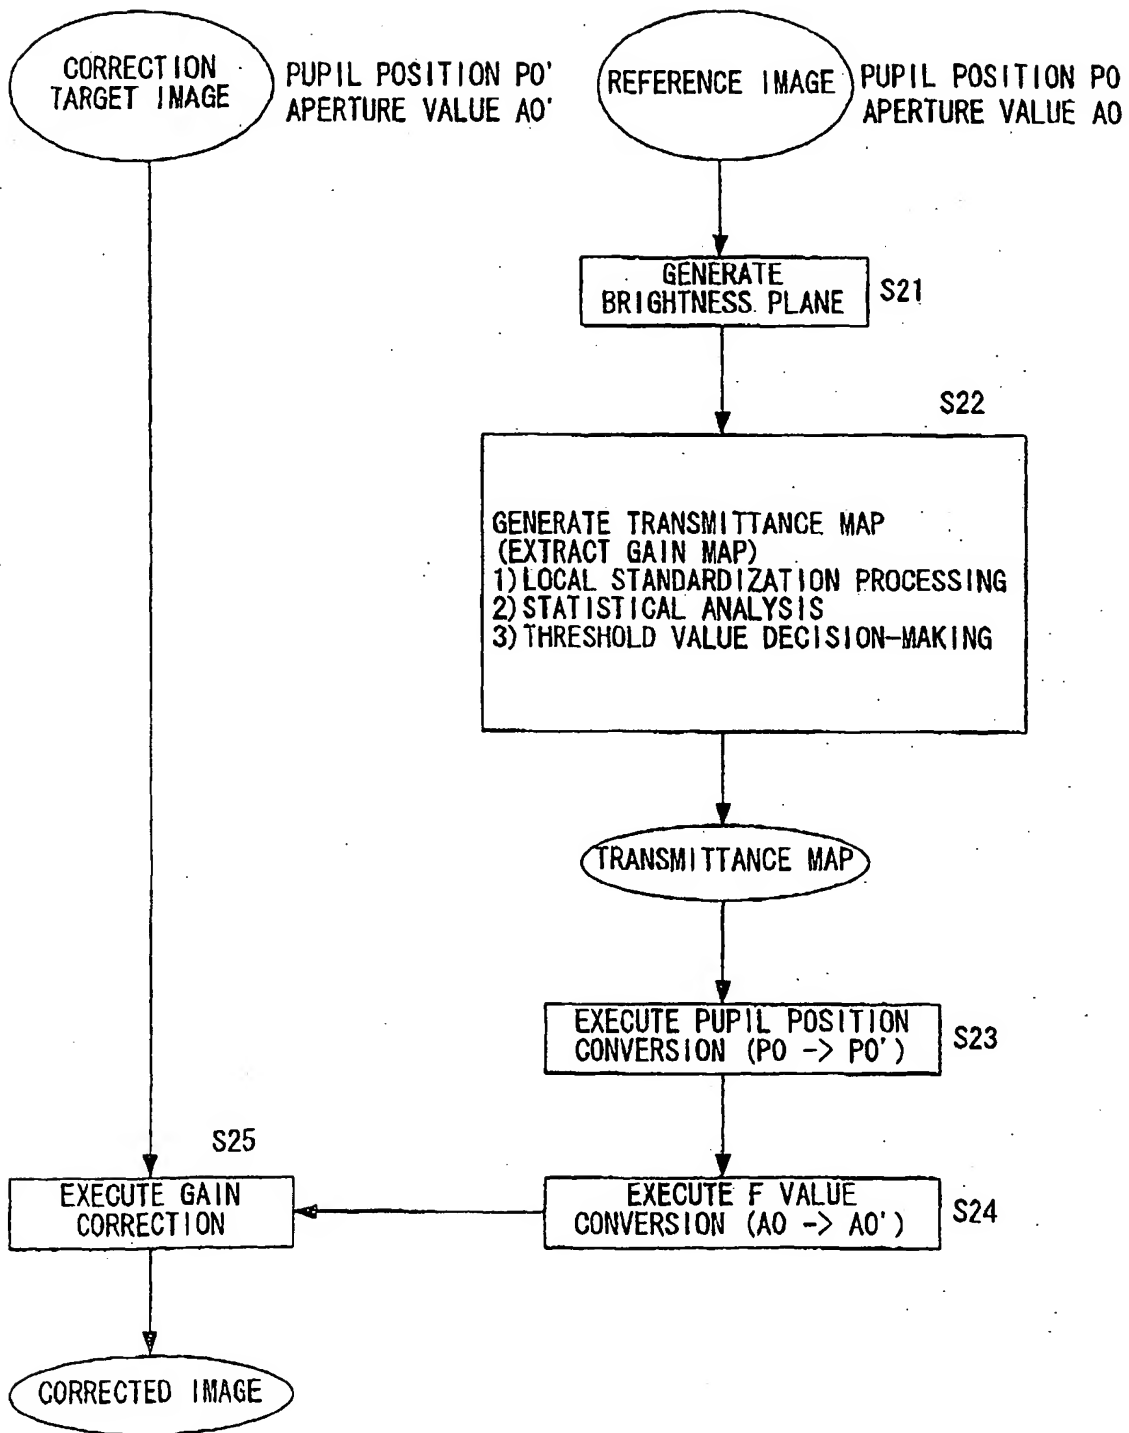 CORRECTION
TARGET IMAGE
PUPIL POSITION PO'
APERTURE VALUE AO'
REFERENCE IMAGE
PUPIL POSITION PO
APERTURE VALUE AO
GENERATE
BRIGHTNESS PLANE
S21
S22
GENERATE TRANSMITTANCE MAP
(EXTRACT GAIN MAP)
1)LOCAL STANDARDIZATION PROCESSING
2)STATISTICAL ANALYSIS
3)THRESHOLD VALUE DECISION-MAKING
TRANSMITTANCE MAP
EXECUTE PUPIL POSITION
CONVERSION (PO -> PO')
S23
S25
EXECUTE GAIN
CORRECTION
EXECUTE F VALUE
CONVERSION (AO -> AO')
S24
CORRECTED IMAGE